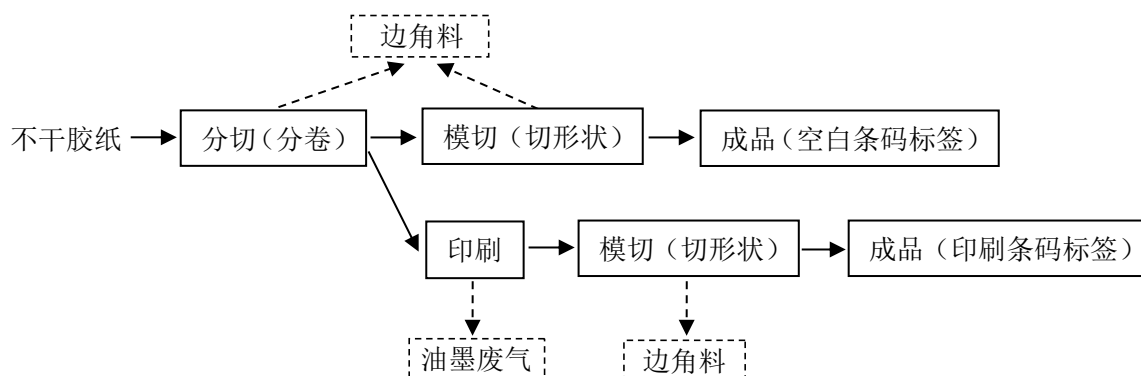 边角料
不干胶纸
分切(分卷)
模切（切形状）
成品（空白条码标签）
印刷
模切（切形状）
成品（印刷条码标签）
油墨废气
边角料